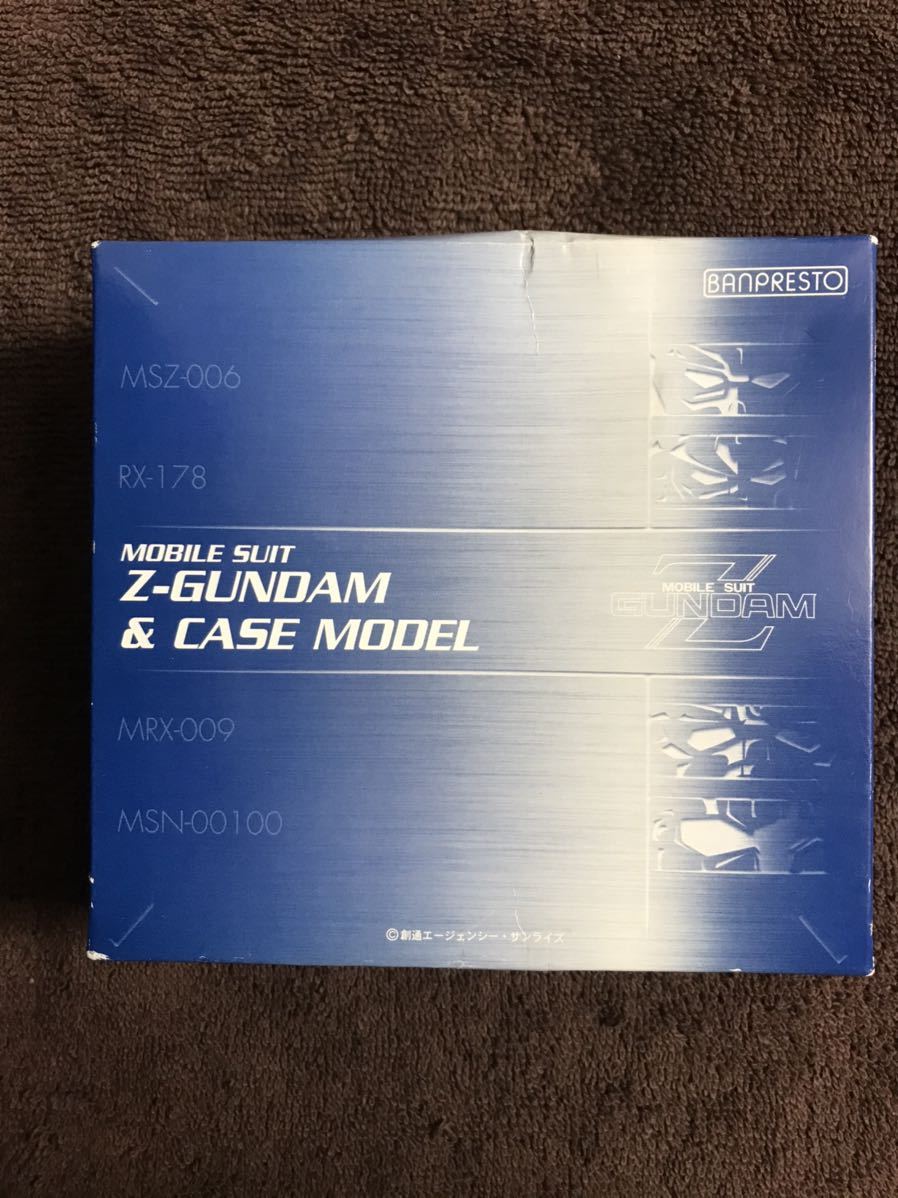 BANPRESTO
MSZ-006
RX-178
MOBILE SUIT
Z-GUNDAM
& CASE MODEL
MOBILE SUIT
GUNDAM
Z
MRX-009
MSN-00100
©創通エージェンシー・サンライズ